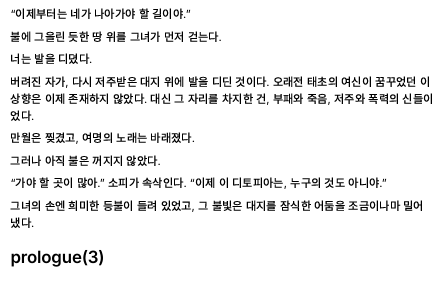 “이제부터는 네가 나아가야 할 길이야.”
불에 그을린 듯한 땅 위를 그녀가 먼저 걷는다.
너는 발을 디뎠다.
버려진 자가, 다시 저주받은 대지 위에 발을 디딘 것이다. 오래전 태초의 여신이 꿈꾸었던 이
상향은 이제 존재하지 않았다. 대신 그 자리를 차지한 건, 부패와 죽음, 저주와 폭력의 신들이
었다.
만월은 찢겼고, 여명의 노래는 바래졌다.
그러나 아직 불은 꺼지지 않았다.
“가야 할 곳이 많아.” 소피가 속삭인다. “이제 이 디토피아는, 누구의 것도 아니야.”
그녀의 손엔 희미한 등불이 들려 있었고, 그 불빛은 대지를 잠식한 어둠을 조금이나마 밀어
냈다.
prologue(3)